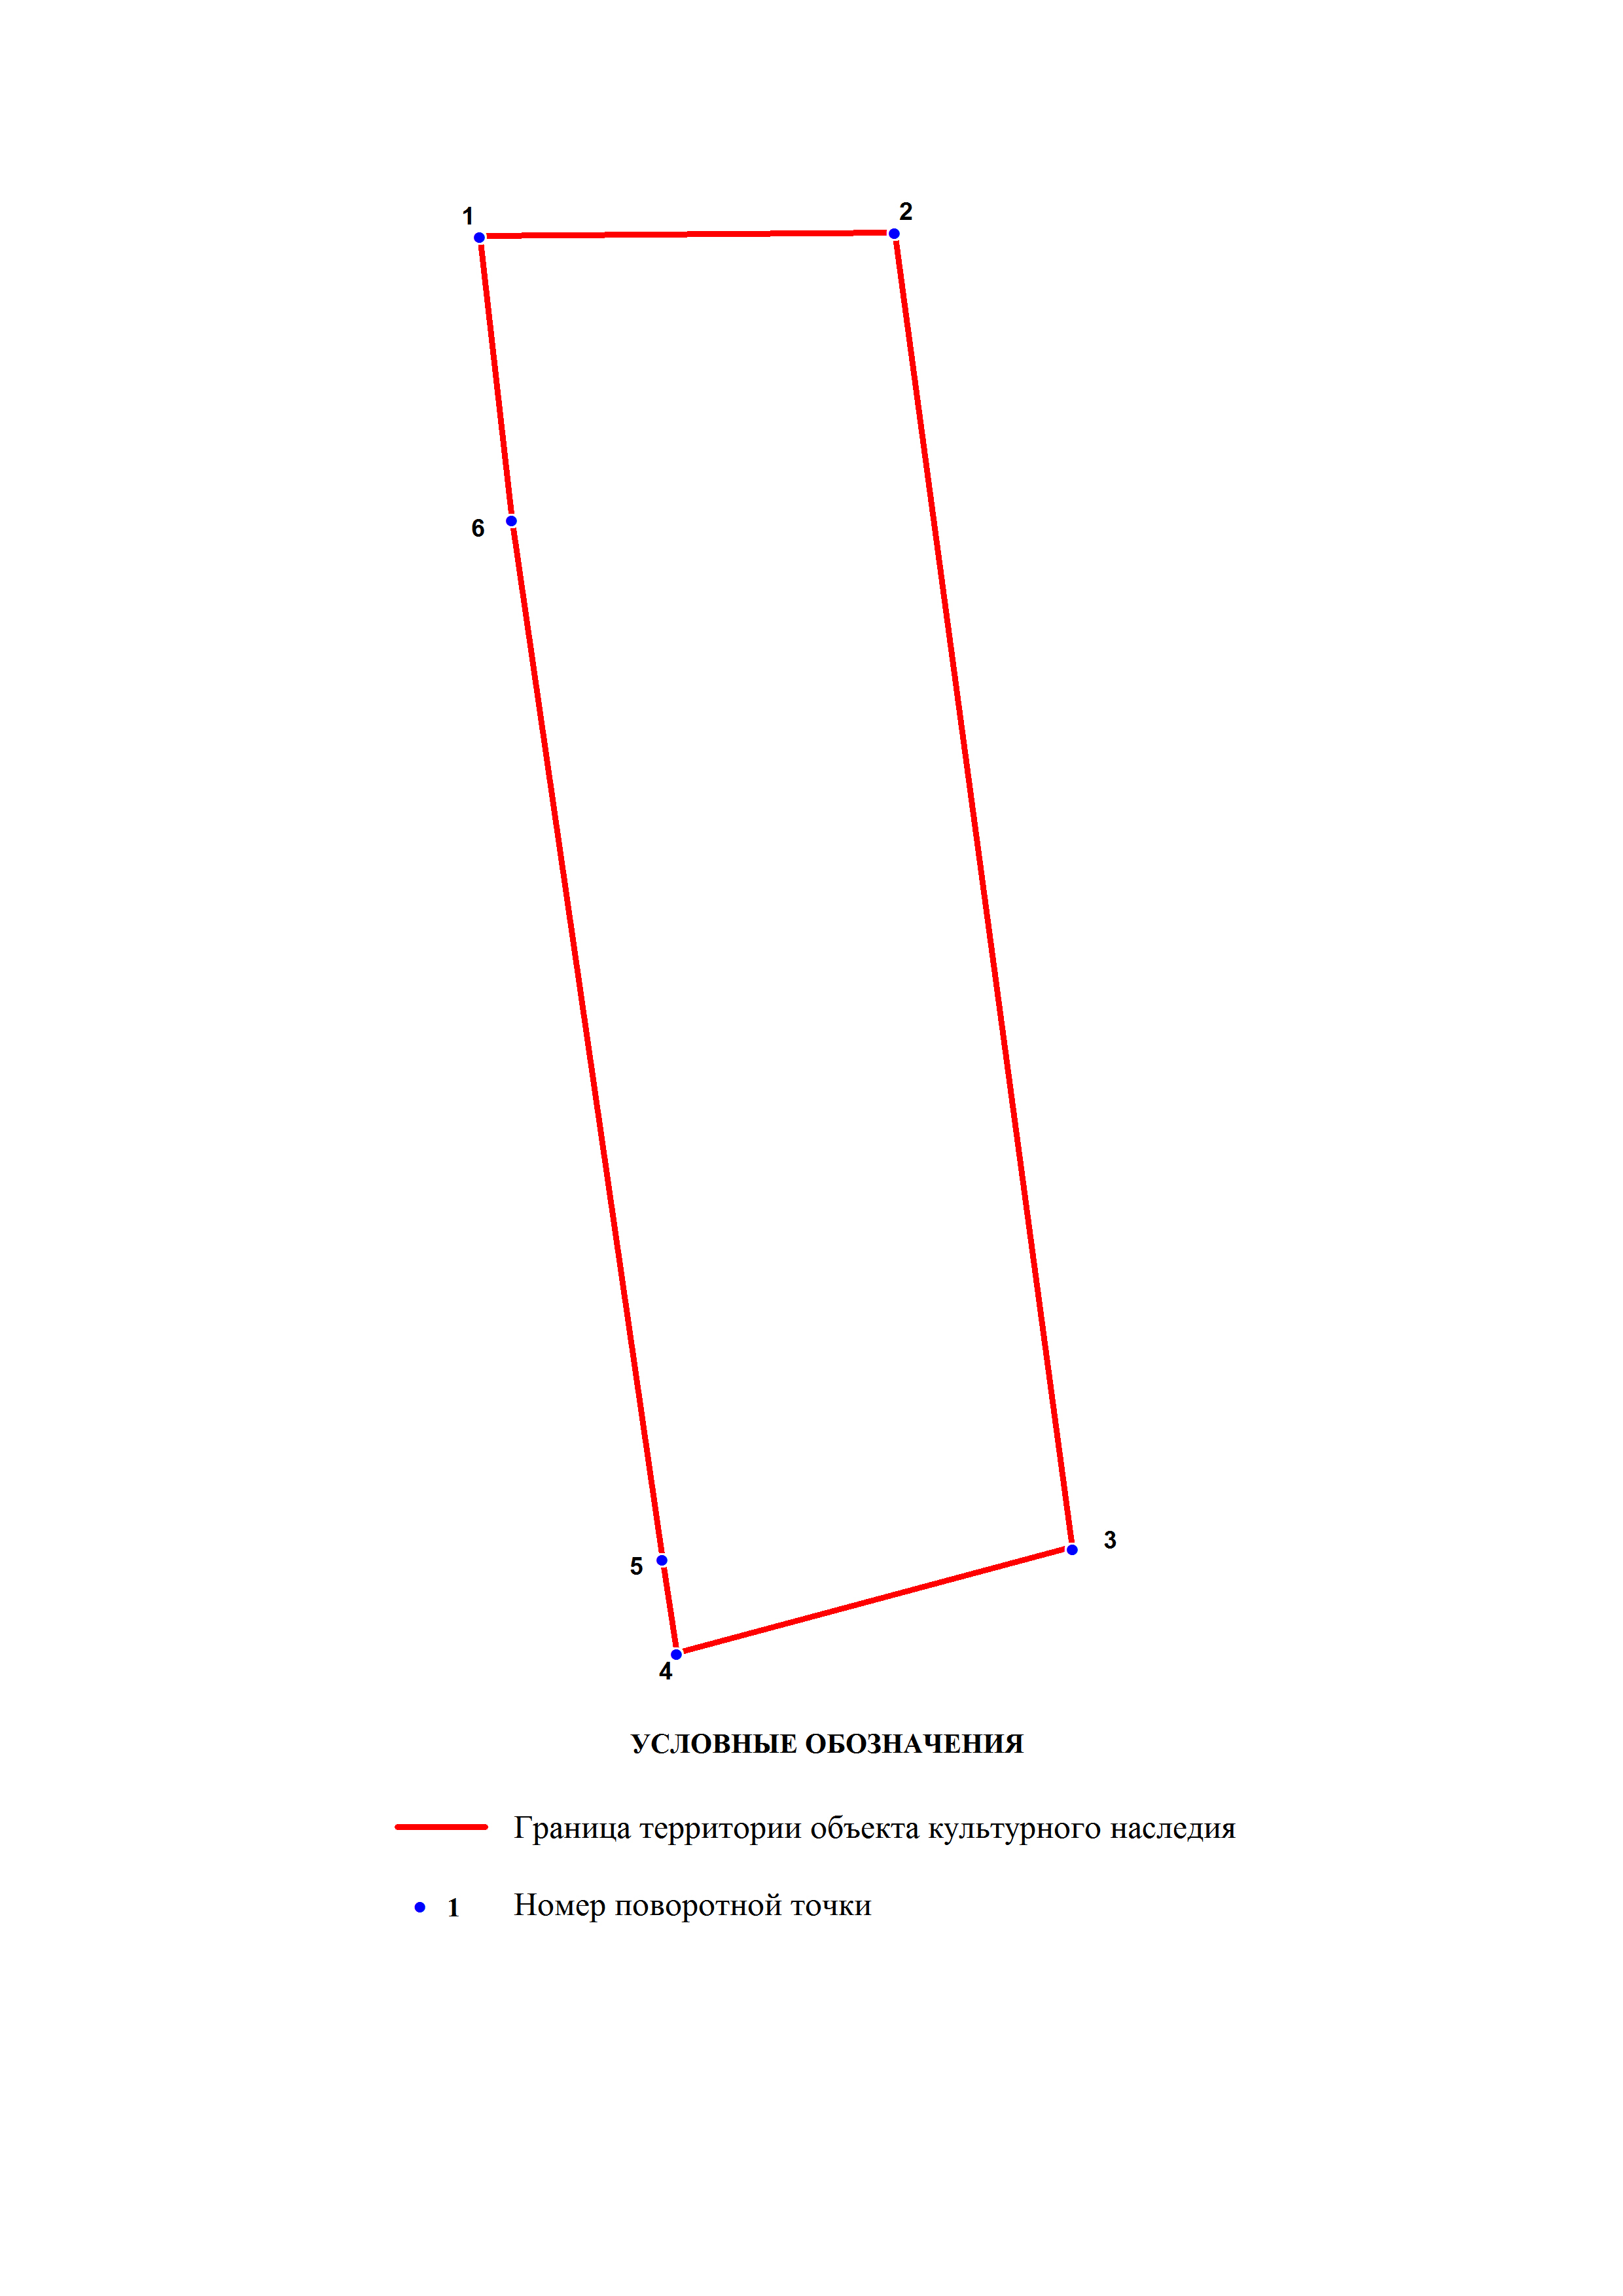 1
2
6
3
5
4
УСЛОВНЫЕ ОБОЗНАЧЕНИЯ
Граница территории объекта культурного наследия
1 Номер поворотной точки